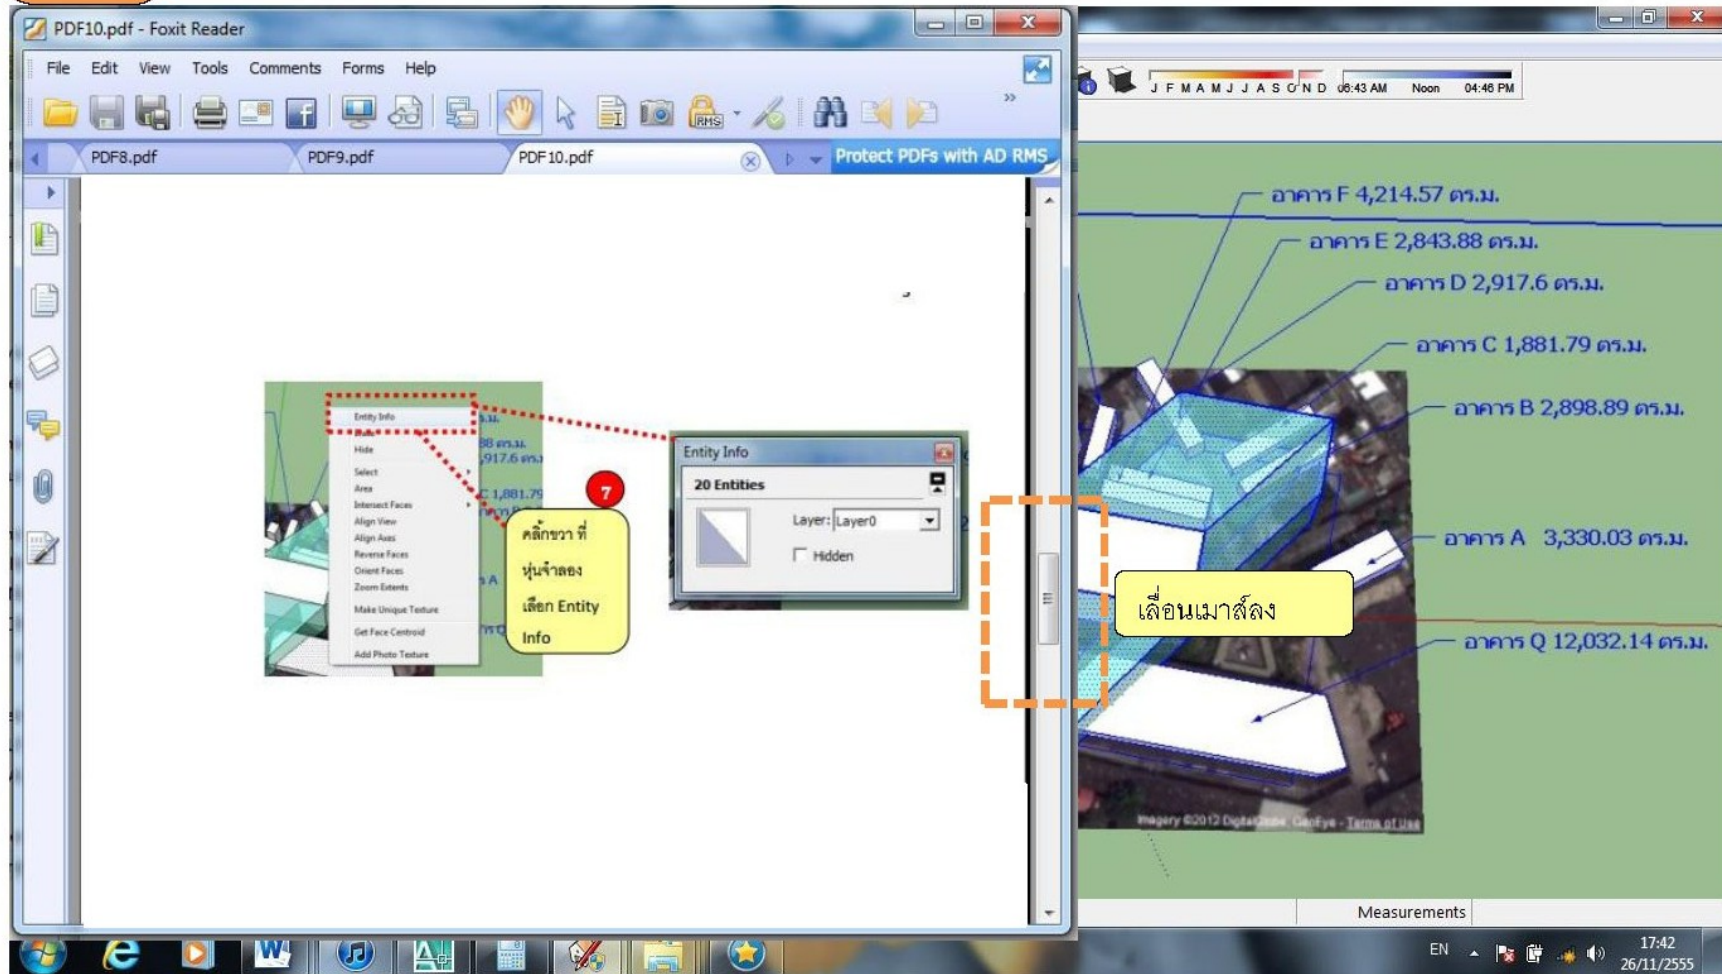 PDF10.pdf - Foxit Reader
File Edit View Tools Comments Forms Help
RMS
PDF8.pdf PDF9.pdf PDF10.pdf Protect PDFs with AD RMS
Entity Info
Hide
Select
Area
Intersect Faces
Align View
Align Axes
Reverse Faces
Orient Faces
Zoom Extents
Make Unique Texture
Get Face Centroid
Add Photo Texture
7
คลิ๊กขวา ที่
หุ่นจำลอง
เลือก Entity
Info
Entity Info
20 Entities
Layer: Layer0
Hidden
เลื่อนเมาส์ลง
J F M A M J J A S O N D 06:43 AM Noon 04:46 PM
อาคาร F 4,214.57 ตร.ม.
อาคาร E 2,843.88 ตร.ม.
อาคาร D 2,917.6 ตร.ม.
อาคาร C 1,881.79 ตร.ม.
อาคาร B 2,898.89 ตร.ม.
อาคาร A 3,330.03 ตร.ม.
อาคาร Q 12,032.14 ตร.ม.
Imagery ©2012 DigitalGlobe, GeoEye - Terms of Use
Measurements
EN
17:42
26/11/2555